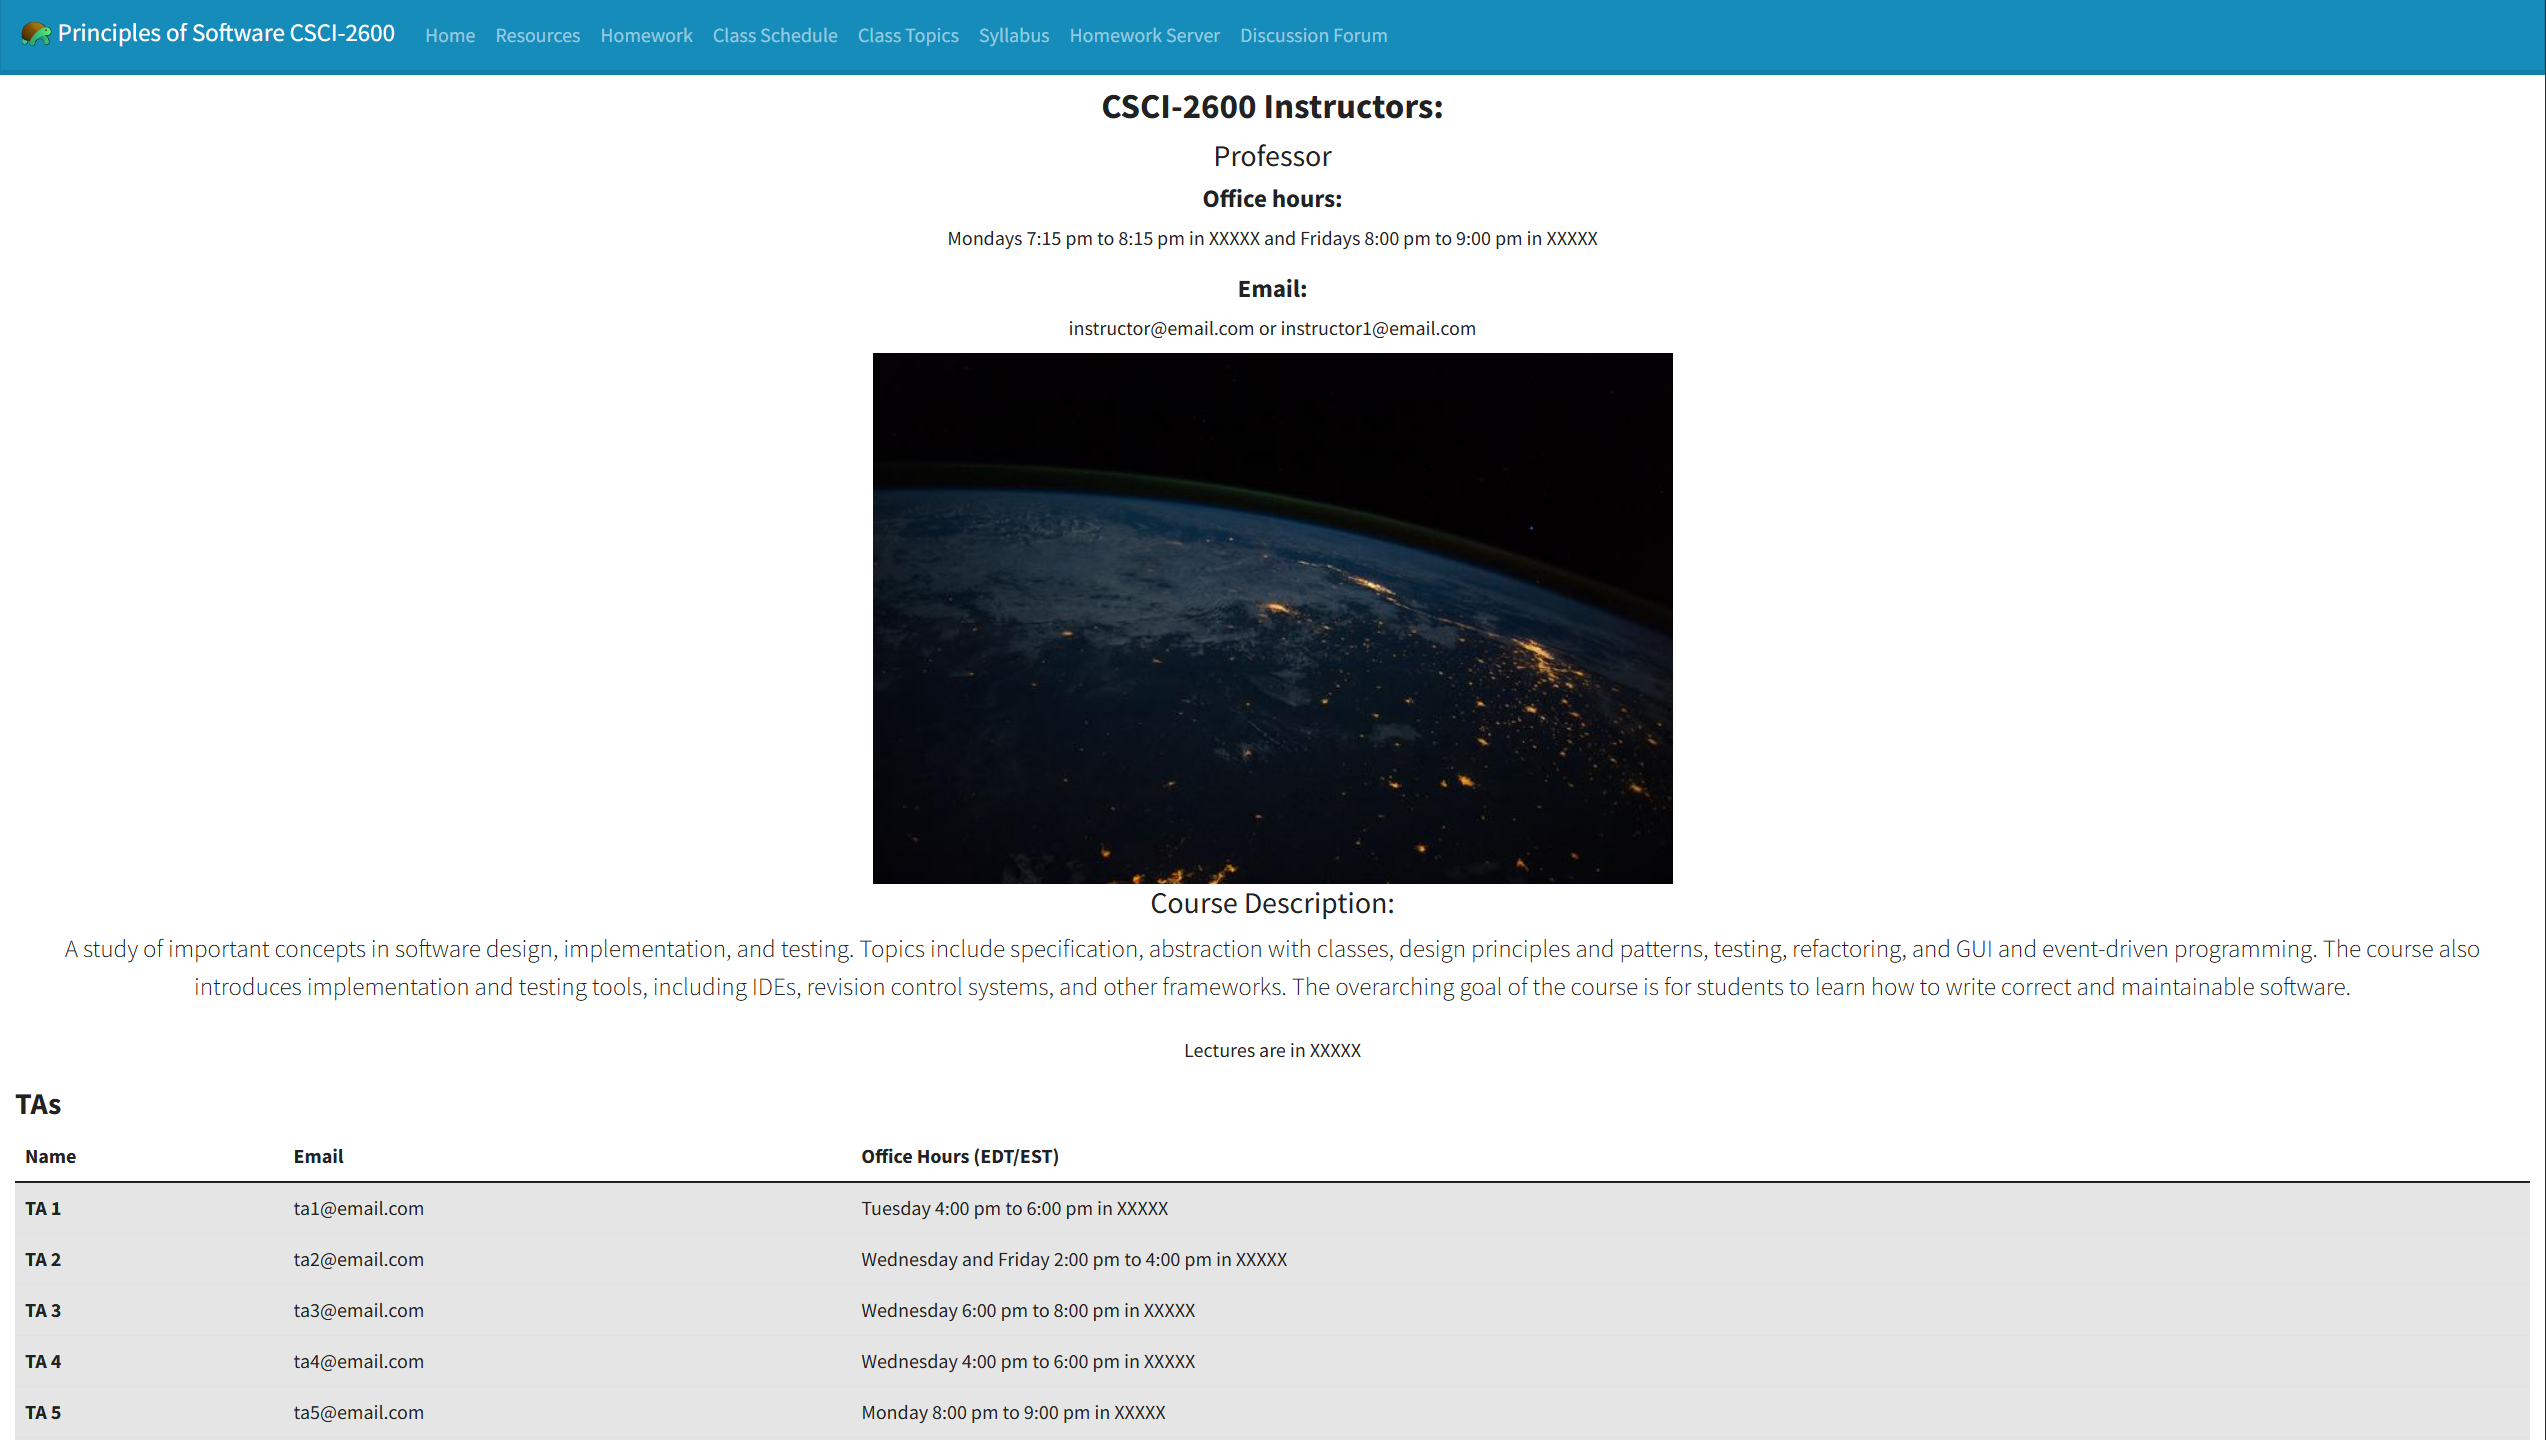 Principles of Software CSCI-2600 Home Resources Homework Class Schedule Class Topics Syllabus Homework Server Discussion Forum
CSCI-2600 Instructors:
Professor
Office hours:
Mondays 7:15 pm to 8:15 pm in XXXXX and Fridays 8:00 pm to 9:00 pm in XXXXX
Email:
instructor@email.com or instructor1@email.com
Course Description:
A study of important concepts in software design, implementation, and testing. Topics include specification, abstraction with classes, design principles and patterns, testing, refactoring, and GUI and event-driven programming. The course also
introduces implementation and testing tools, including IDEs, revision control systems, and other frameworks. The overarching goal of the course is for students to learn how to write correct and maintainable software.
Lectures are in XXXXX
TAs
Name Email Office Hours (EDT/EST)
TA 1 ta1@email.com Tuesday 4:00 pm to 6:00 pm in XXXXX
TA 2 ta2@email.com Wednesday and Friday 2:00 pm to 4:00 pm in XXXXX
TA 3 ta3@email.com Wednesday 6:00 pm to 8:00 pm in XXXXX
TA 4 ta4@email.com Wednesday 4:00 pm to 6:00 pm in XXXXX
TA 5 ta5@email.com Monday 8:00 pm to 9:00 pm in XXXXX